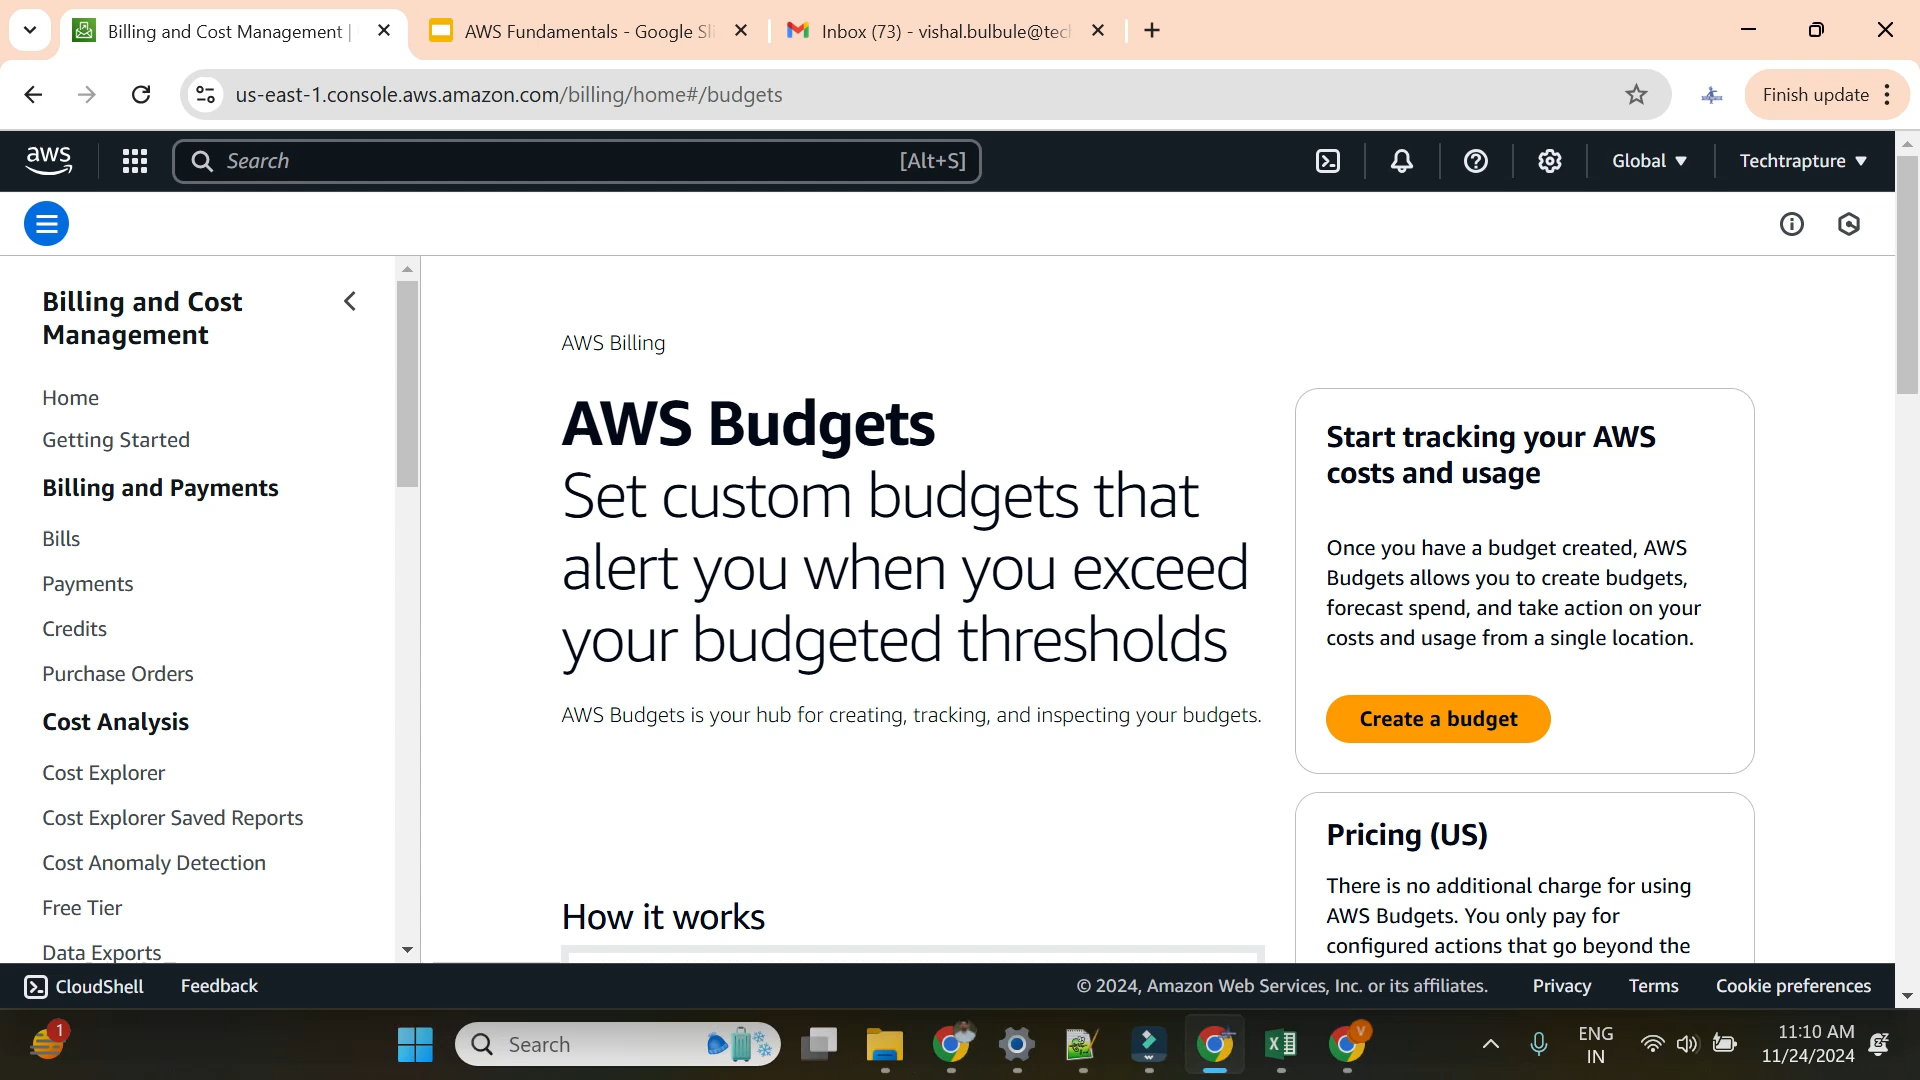 Billing and Cost Management |
AWS Fundamentals - Google Sli
Inbox (73) - vishal.bulbule@tec
us-east-1.console.aws.amazon.com/billing/home#/budgets
Finish update
aws
Search
[Alt+S]
Global
Techtrapture
Billing and Cost
Management
Home
Getting Started
Billing and Payments
Bills
Payments
Credits
Purchase Orders
Cost Analysis
Cost Explorer
Cost Explorer Saved Reports
Cost Anomaly Detection
Free Tier
Data Exports
AWS Billing
AWS Budgets
Set custom budgets that
alert you when you exceed
your budgeted thresholds
AWS Budgets is your hub for creating, tracking, and inspecting your budgets.
How it works
Start tracking your AWS
costs and usage
Once you have a budget created, AWS
Budgets allows you to create budgets,
forecast spend, and take action on your
costs and usage from a single location.
Create a budget
Pricing (US)
There is no additional charge for using
AWS Budgets. You only pay for
configured actions that go beyond the
CloudShell
Feedback
© 2024, Amazon Web Services, Inc. or its affiliates.
Privacy
Terms
Cookie preferences
1
Search
V
ENG
IN
11:10 AM
11/24/2024